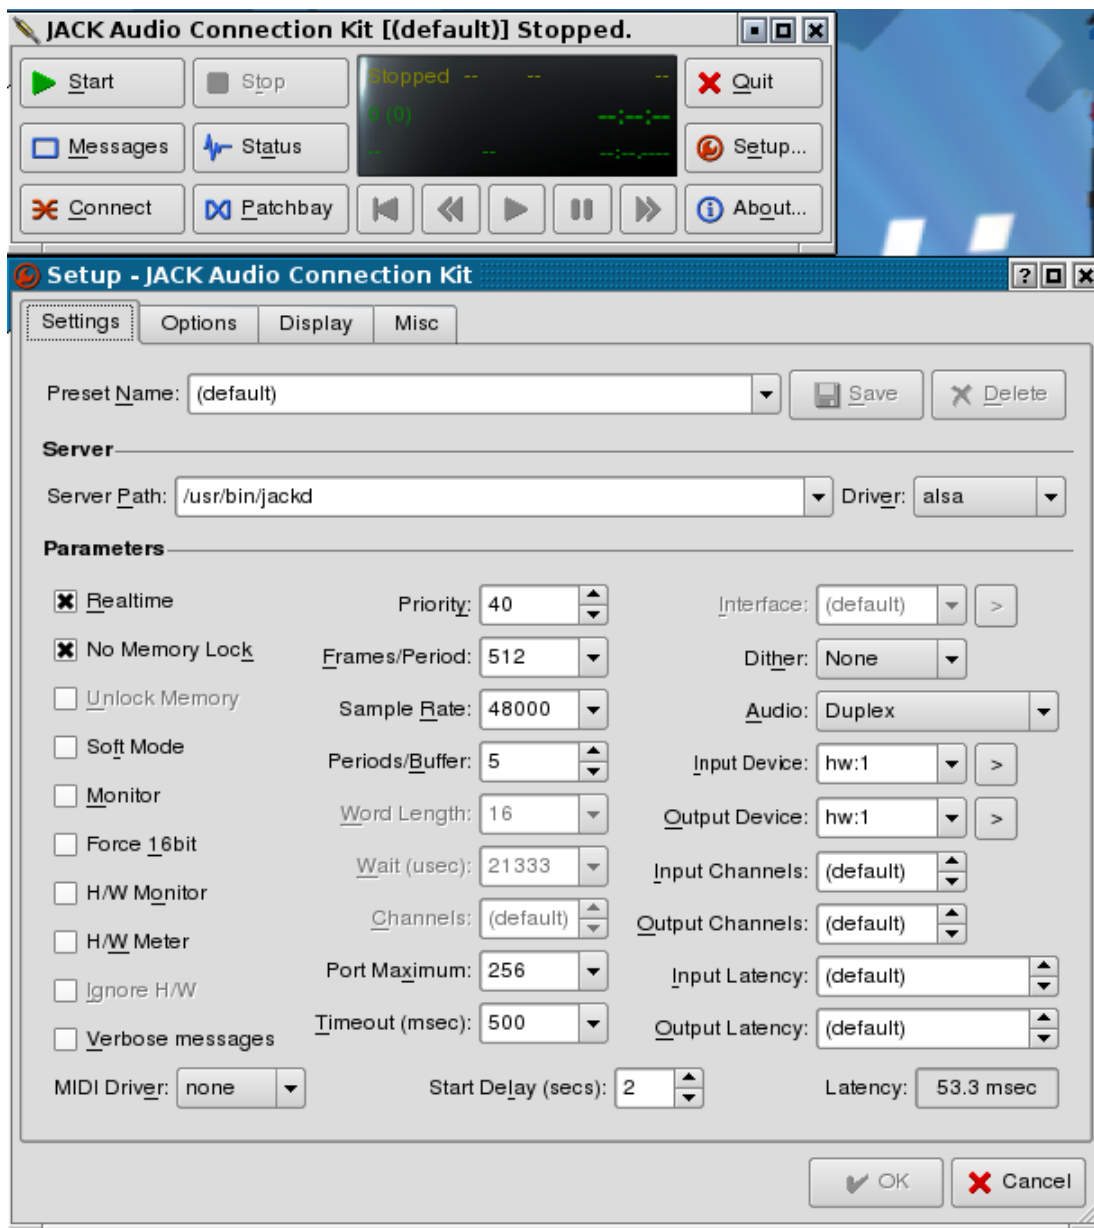 JACK Audio Connection Kit [(default)] Stopped.
Start Stop Stopped -- -- -- Quit
(0) --:--:--
Messages Status -- -- --:--.---- Setup...
Connect Patchbay About...
Setup - JACK Audio Connection Kit
Settings Options Display Misc
Preset Name: (default) Save Delete
Server
Server Path: /usr/bin/jackd Driver: alsa
Parameters
Realtime Priority: 40 Interface: (default) >
No Memory Lock Frames/Period: 512 Dither: None
Unlock Memory Sample Rate: 48000 Audio: Duplex
Soft Mode Periods/Buffer: 5 Input Device: hw:1 >
Monitor Word Length: 16 Output Device: hw:1 >
Force 16bit Wait (usec): 21333 Input Channels: (default)
H/W Monitor Channels: (default) Output Channels: (default)
H/W Meter Port Maximum: 256 Input Latency: (default)
Ignore H/W Timeout (msec): 500 Output Latency: (default)
Verbose messages
MIDI Driver: none Start Delay (secs): 2 Latency: 53.3 msec
OK Cancel